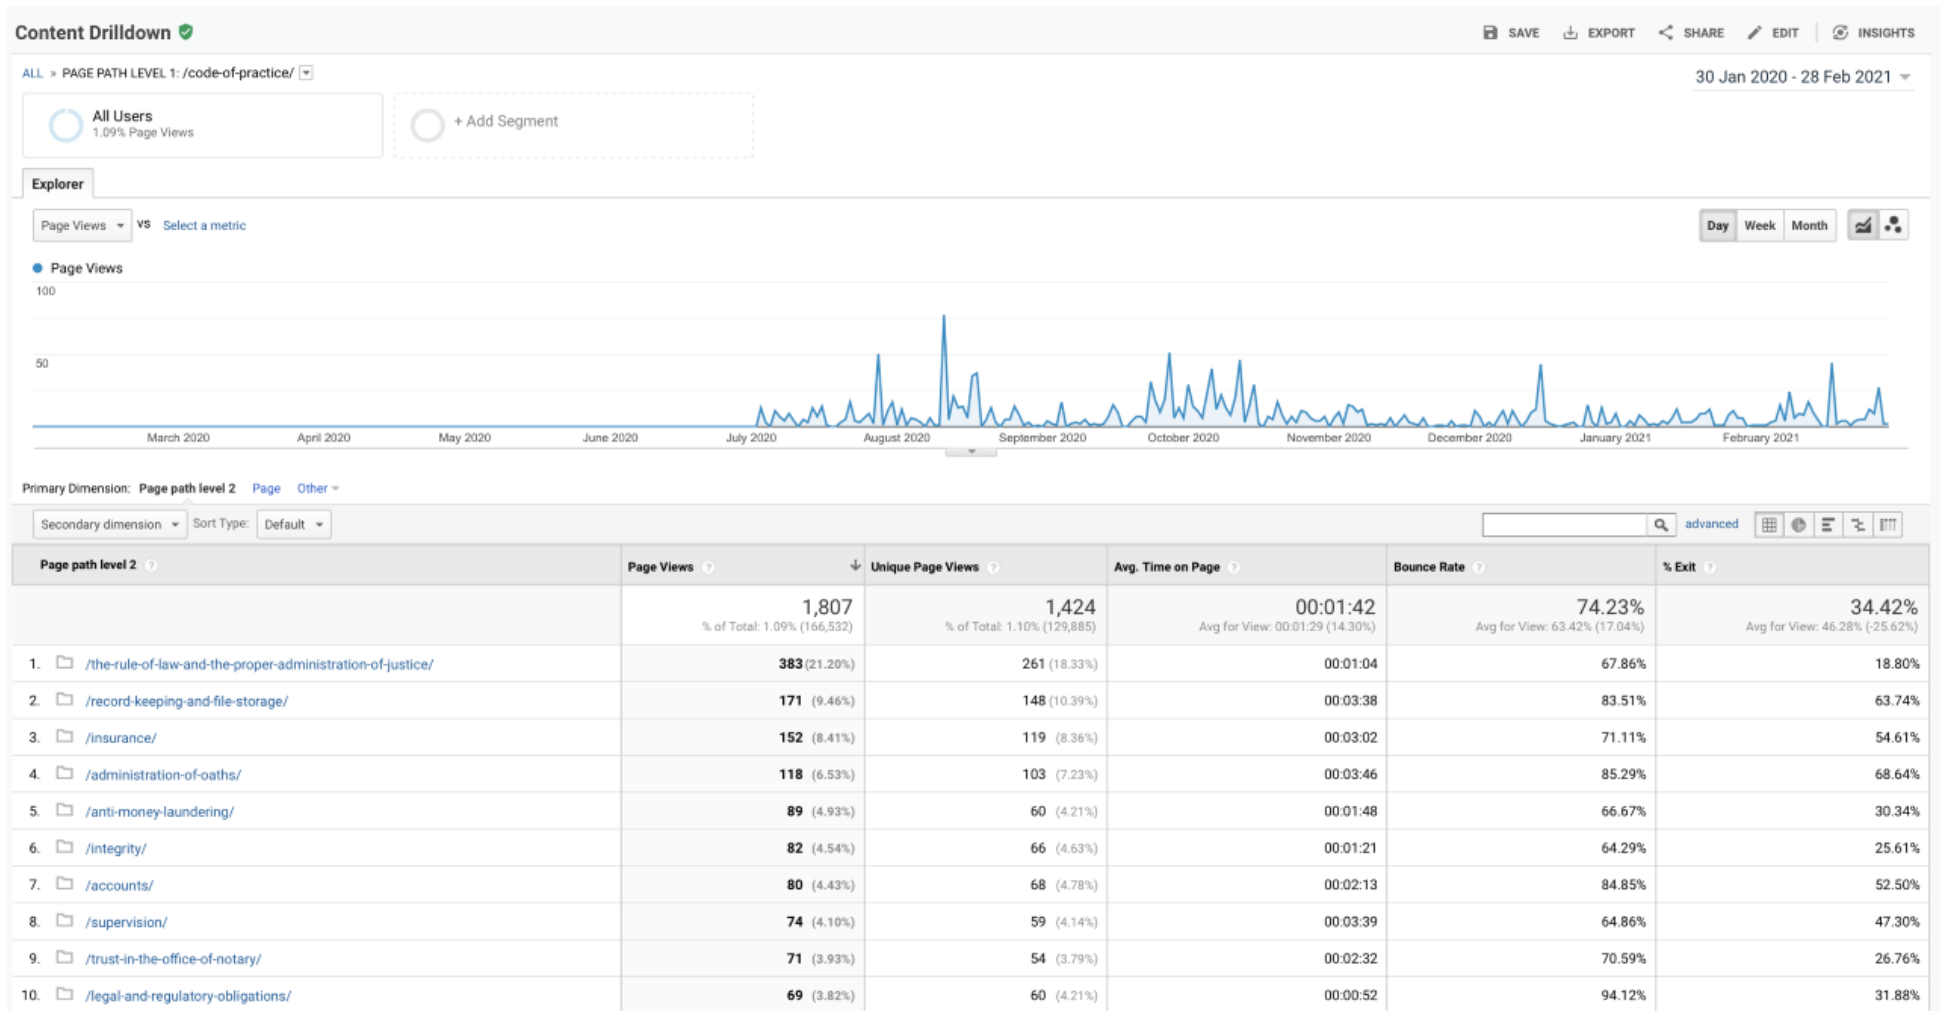 Content Drilldown
SAVE EXPORT SHARE EDIT INSIGHTS
ALL » PAGE PATH LEVEL 1: /code-of-practice/
30 Jan 2020 - 28 Feb 2021
All Users
1.09% Page Views
+ Add Segment
Explorer
Page Views VS Select a metric
Day Week Month
Page Views
100
50
March 2020 April 2020 May 2020 June 2020 July 2020 August 2020 September 2020 October 2020 November 2020 December 2020 January 2021 February 2021
Primary Dimension: Page path level 2 Page Other
Secondary dimension Sort Type: Default
advanced
Page path level 2 ? Page Views ? Unique Page Views ? Avg. Time on Page ? Bounce Rate ? % Exit ?
1,807 1,424 00:01:42 74.23% 34.42%
% of Total: 1.09% (166,532) % of Total: 1.10% (129,885) Avg for View: 00:01:29 (14.30%) Avg for View: 63.42% (17.04%) Avg for View: 46.28% (-25.62%)
1. /the-rule-of-law-and-the-proper-administration-of-justice/ 383 (21.20%) 261 (18.33%) 00:01:04 67.86% 18.80%
2. /record-keeping-and-file-storage/ 171 (9.46%) 148 (10.39%) 00:03:38 83.51% 63.74%
3. /insurance/ 152 (8.41%) 119 (8.36%) 00:03:02 71.11% 54.61%
4. /administration-of-oaths/ 118 (6.53%) 103 (7.23%) 00:03:46 85.29% 68.64%
5. /anti-money-laundering/ 89 (4.93%) 60 (4.21%) 00:01:48 66.67% 30.34%
6. /integrity/ 82 (4.54%) 66 (4.63%) 00:01:21 64.29% 25.61%
7. /accounts/ 80 (4.43%) 68 (4.78%) 00:02:13 84.85% 52.50%
8. /supervision/ 74 (4.10%) 59 (4.14%) 00:03:39 64.86% 47.30%
9. /trust-in-the-office-of-notary/ 71 (3.93%) 54 (3.79%) 00:02:32 70.59% 26.76%
10. /legal-and-regulatory-obligations/ 69 (3.82%) 60 (4.21%) 00:00:52 94.12% 31.88%